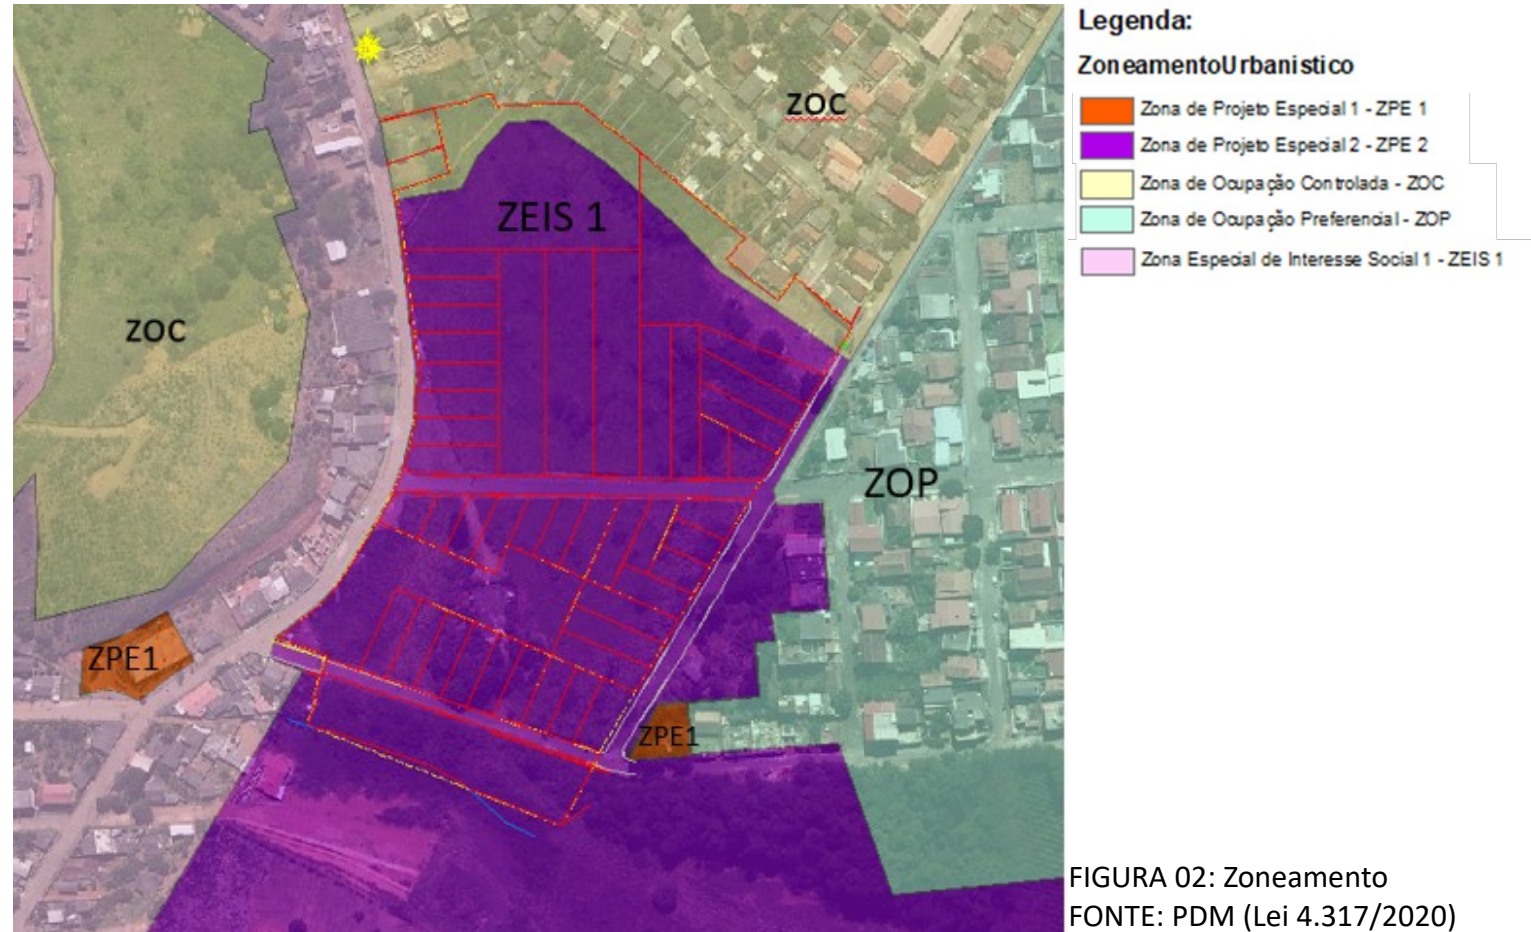 Legenda:
ZoneamentoUrbanistico
Zona de Projeto Especial 1 - ZPE 1
Zona de Projeto Especial 2 - ZPE 2
Zona de Ocupação Controlada - ZOC
Zona de Ocupação Preferencial - ZOP
Zona Especial de Interesse Social 1 - ZEIS 1
ZOC
ZEIS 1
ZOC
ZOP
ZPE1
ZPE1
FIGURA 02: Zoneamento
FONTE: PDM (Lei 4.317/2020)